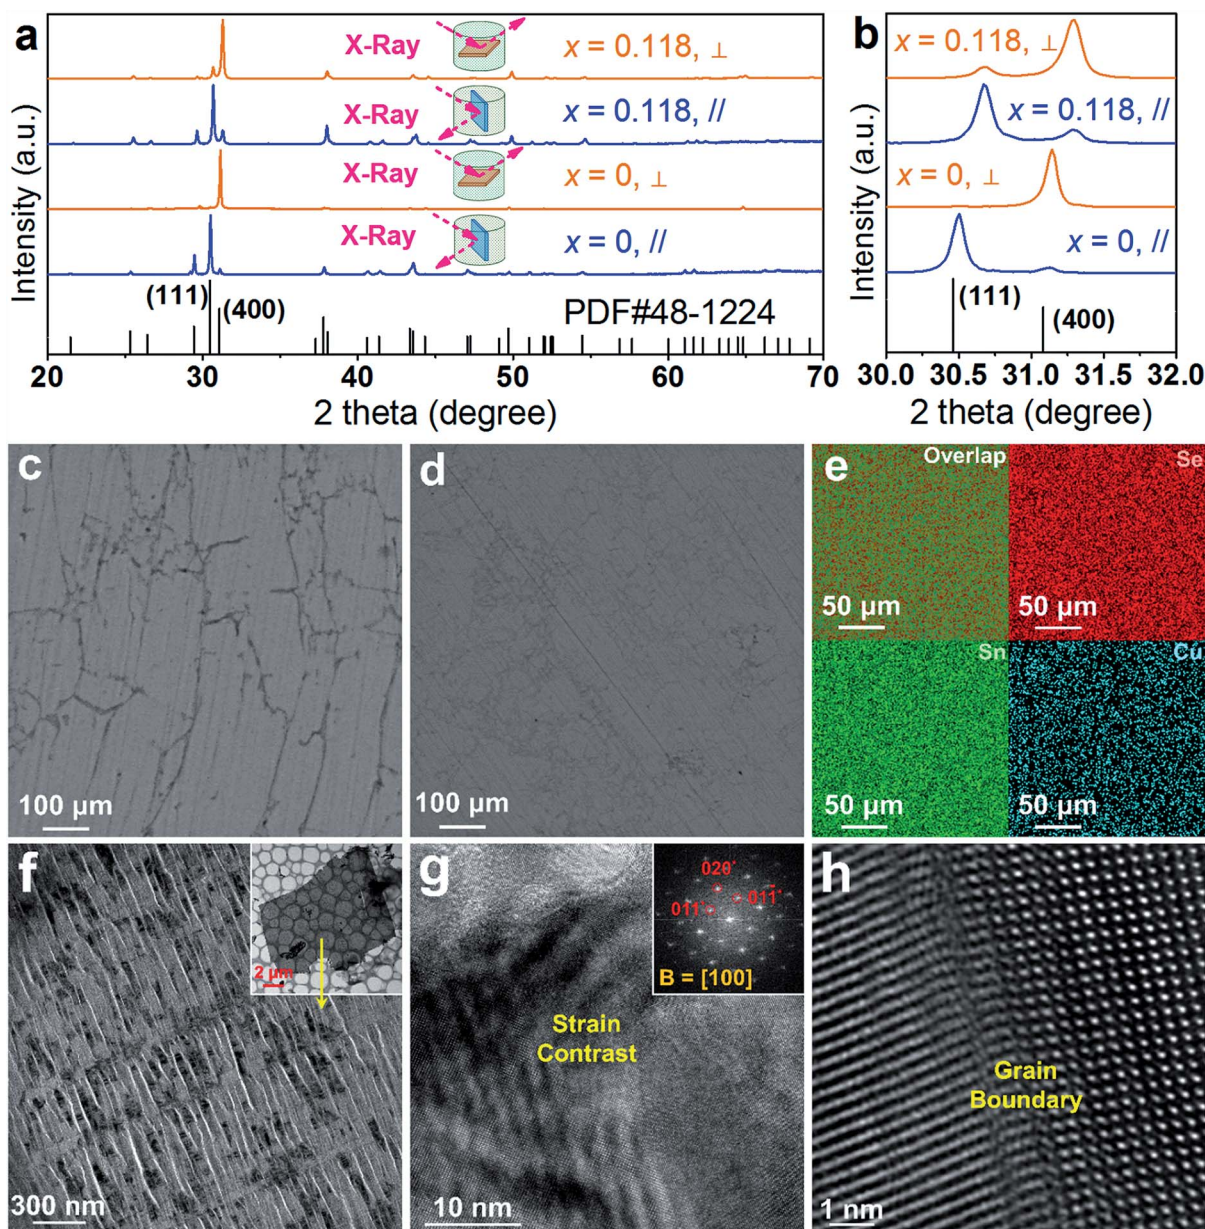 a
X-Ray
x = 0.118, ⊥
X-Ray
x = 0.118, //
X-Ray
x = 0, ⊥
X-Ray
x = 0, //
(111)
(400)
PDF#48-1224
Intensity (a.u.)
20 30 40 50 60 70
2 theta (degree)
b
x = 0.118, ⊥
x = 0.118, //
x = 0, ⊥
x = 0, //
(111)
(400)
Intensity (a.u.)
30.0 30.5 31.0 31.5 32.0
2 theta (degree)
c
100 µm
d
100 µm
e
Overlap
50 µm
Se
50 µm
Sn
50 µm
Cu
50 µm
f
2 µm
300 nm
g
020*
011̄*
B = [100]
Strain
Contrast
10 nm
h
Grain
Boundary
1 nm